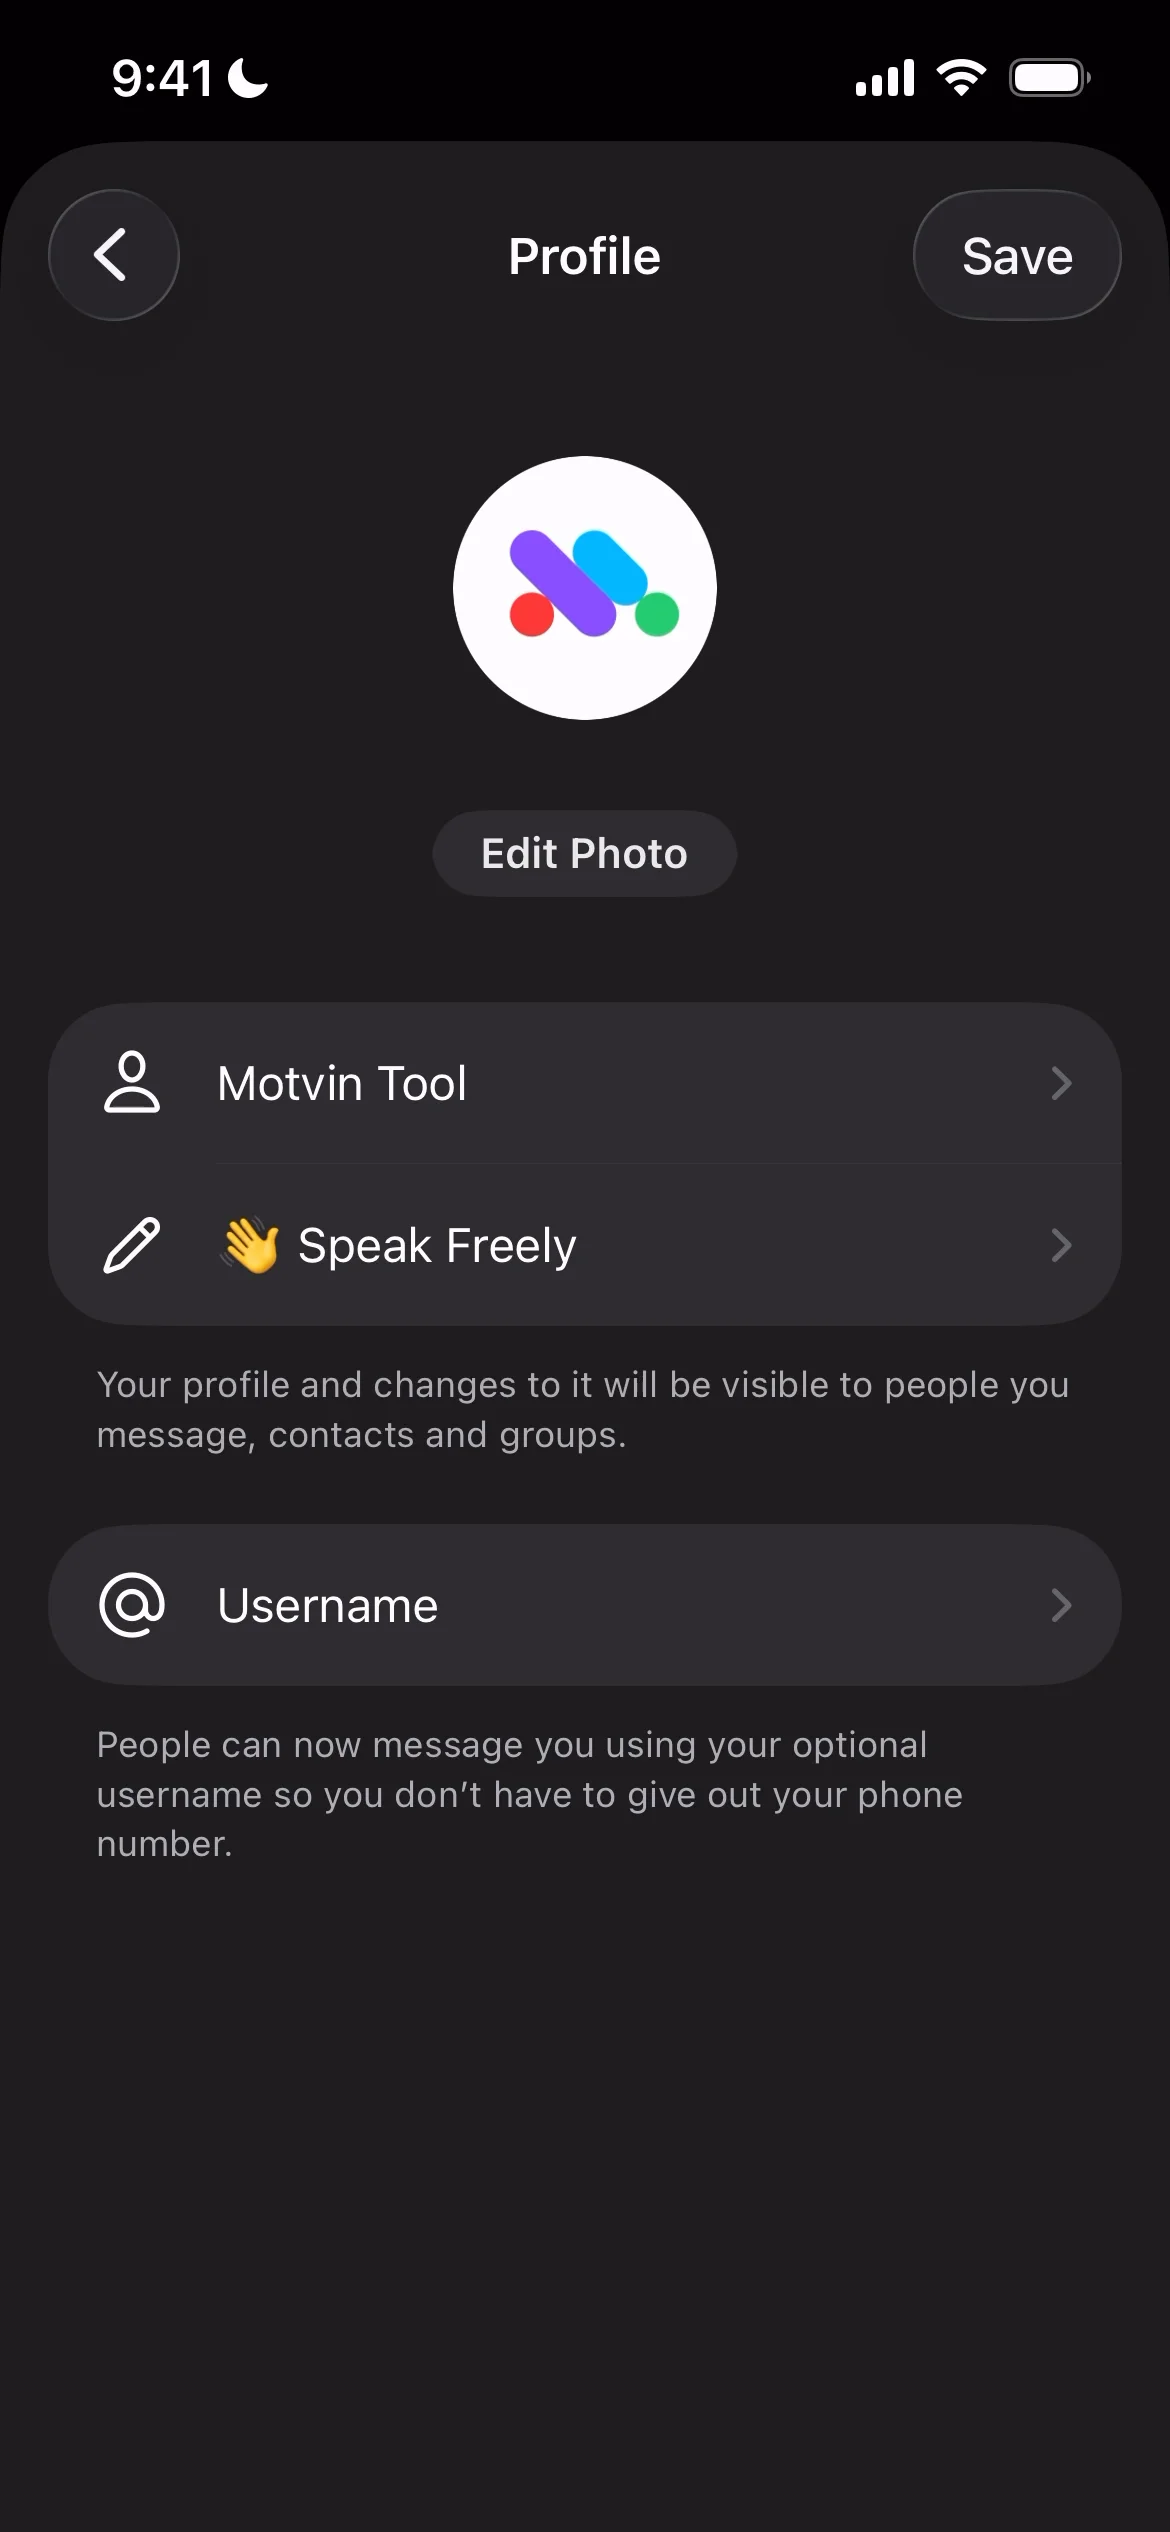 9:41
Profile
Save
Edit Photo
Motvin Tool
👋 Speak Freely
Your profile and changes to it will be visible to people you
message, contacts and groups.
Username
People can now message you using your optional
username so you don’t have to give out your phone
number.